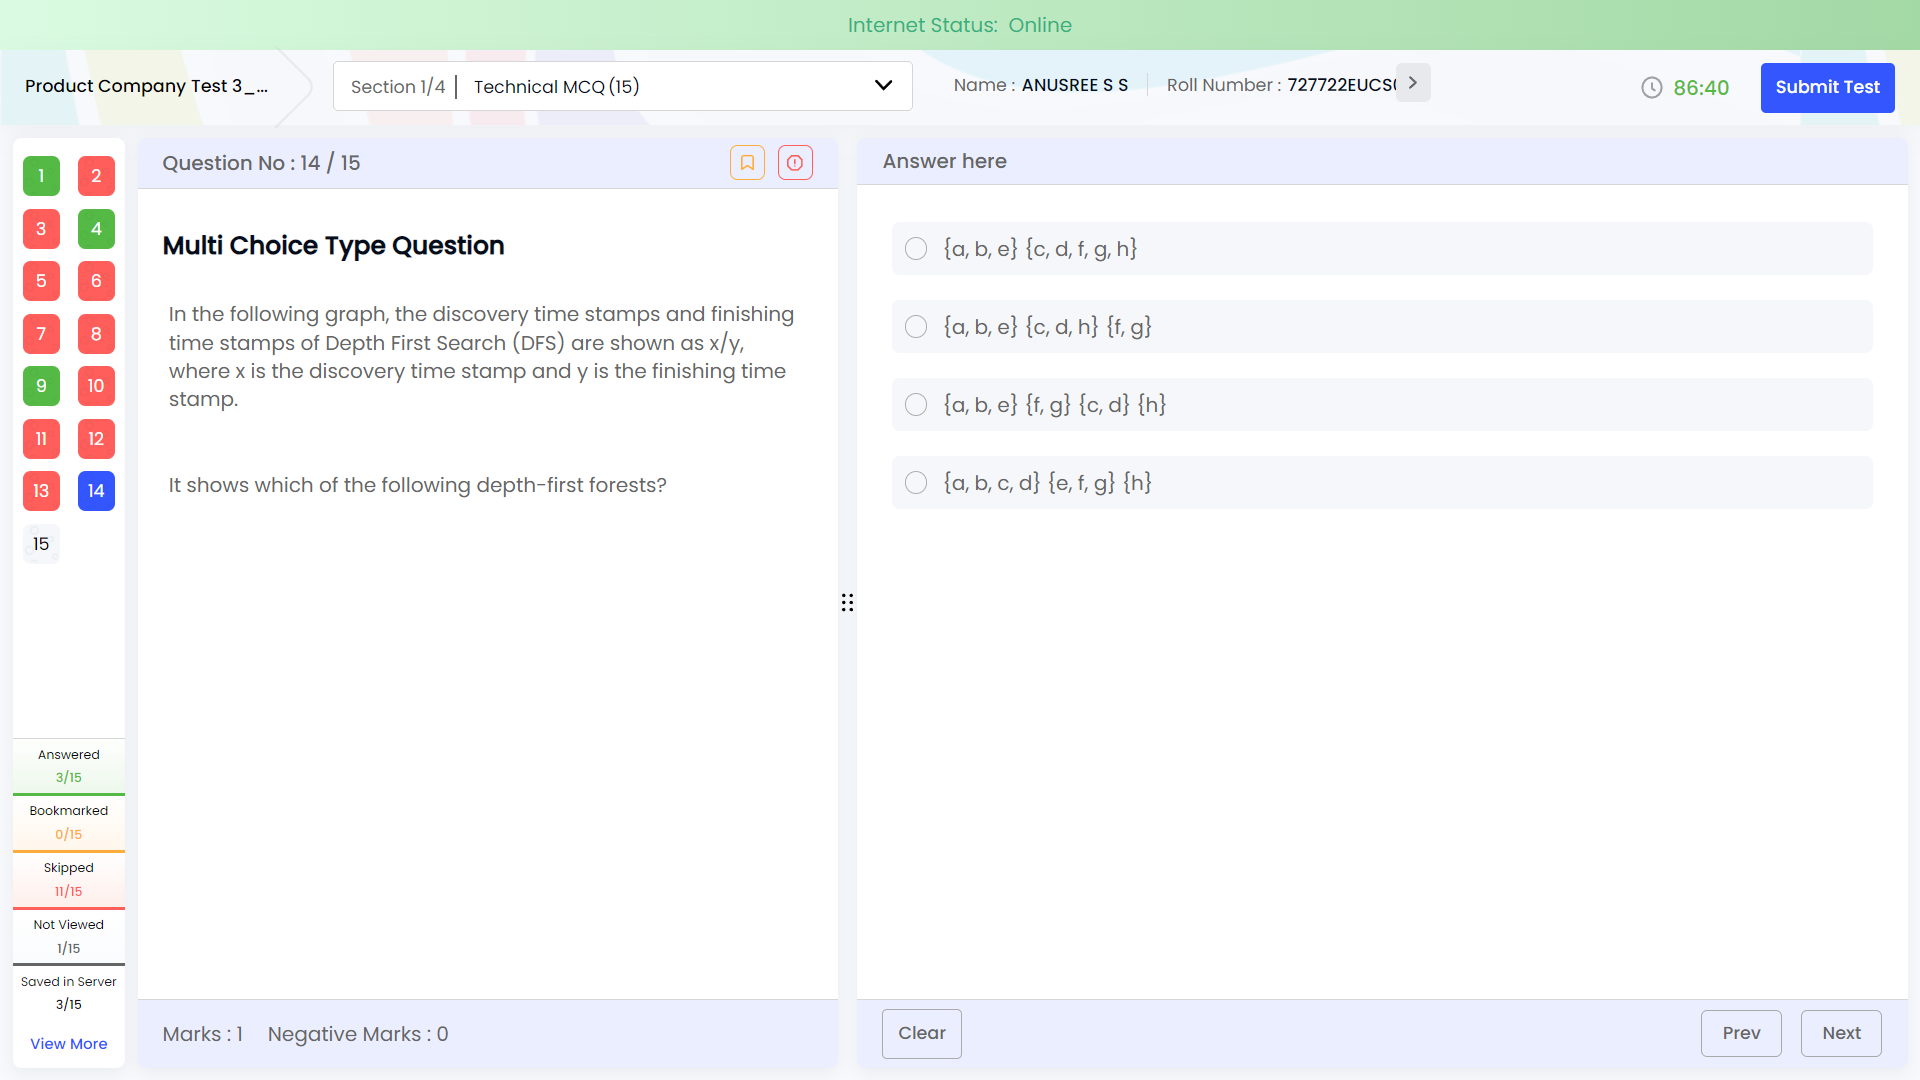 Internet Status: Online
Product Company Test 3_...
Section 1/4 | Technical MCQ (15)
Name : ANUSREE S S
Roll Number : 727722EUCS
86:40
Submit Test
1 2
3 4
5 6
7 8
9 10
11 12
13 14
15
Answered
3/15
Bookmarked
0/15
Skipped
11/15
Not Viewed
1/15
Saved in Server
3/15
View More
Question No : 14 / 15
Multi Choice Type Question
In the following graph, the discovery time stamps and finishing
time stamps of Depth First Search (DFS) are shown as x/y,
where x is the discovery time stamp and y is the finishing time
stamp.
It shows which of the following depth-first forests?
Marks : 1 Negative Marks : 0
Answer here
{a, b, e} {c, d, f, g, h}
{a, b, e} {c, d, h} {f, g}
{a, b, e} {f, g} {c, d} {h}
{a, b, c, d} {e, f, g} {h}
Clear
Prev
Next